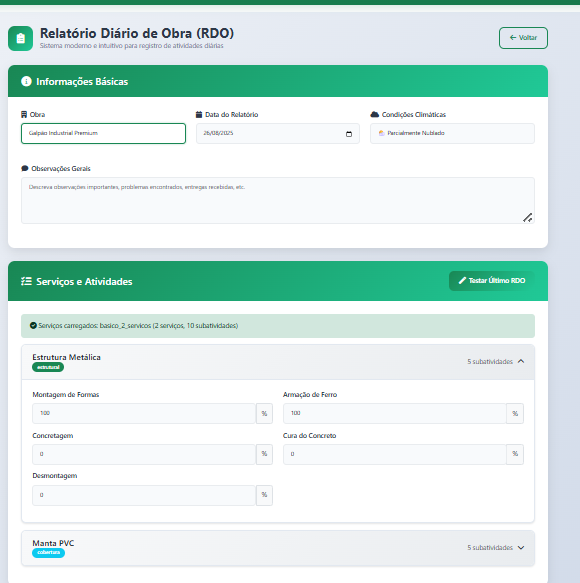 Relatório Diário de Obra (RDO)
Sistema moderno e intuitivo para registro de atividades diárias
Voltar
Informações Básicas
Obra
Data do Relatório
Condições Climáticas
Galpão Industrial Premium
26/08/2025
Parcialmente Nublado
Observações Gerais
Descreva observações importantes, problemas encontrados, entregas recebidas, etc.
Serviços e Atividades
Testar Último RDO
Serviços carregados: basico_2_servicos (2 serviços, 10 subatividades)
Estrutura Metálica
estrutural
5 subatividades
Montagem de Formas
Armação de Ferro
100 %
100 %
Concretagem
Cura do Concreto
0 %
0 %
Desmontagem
0 %
Manta PVC
cobertura
5 subatividades